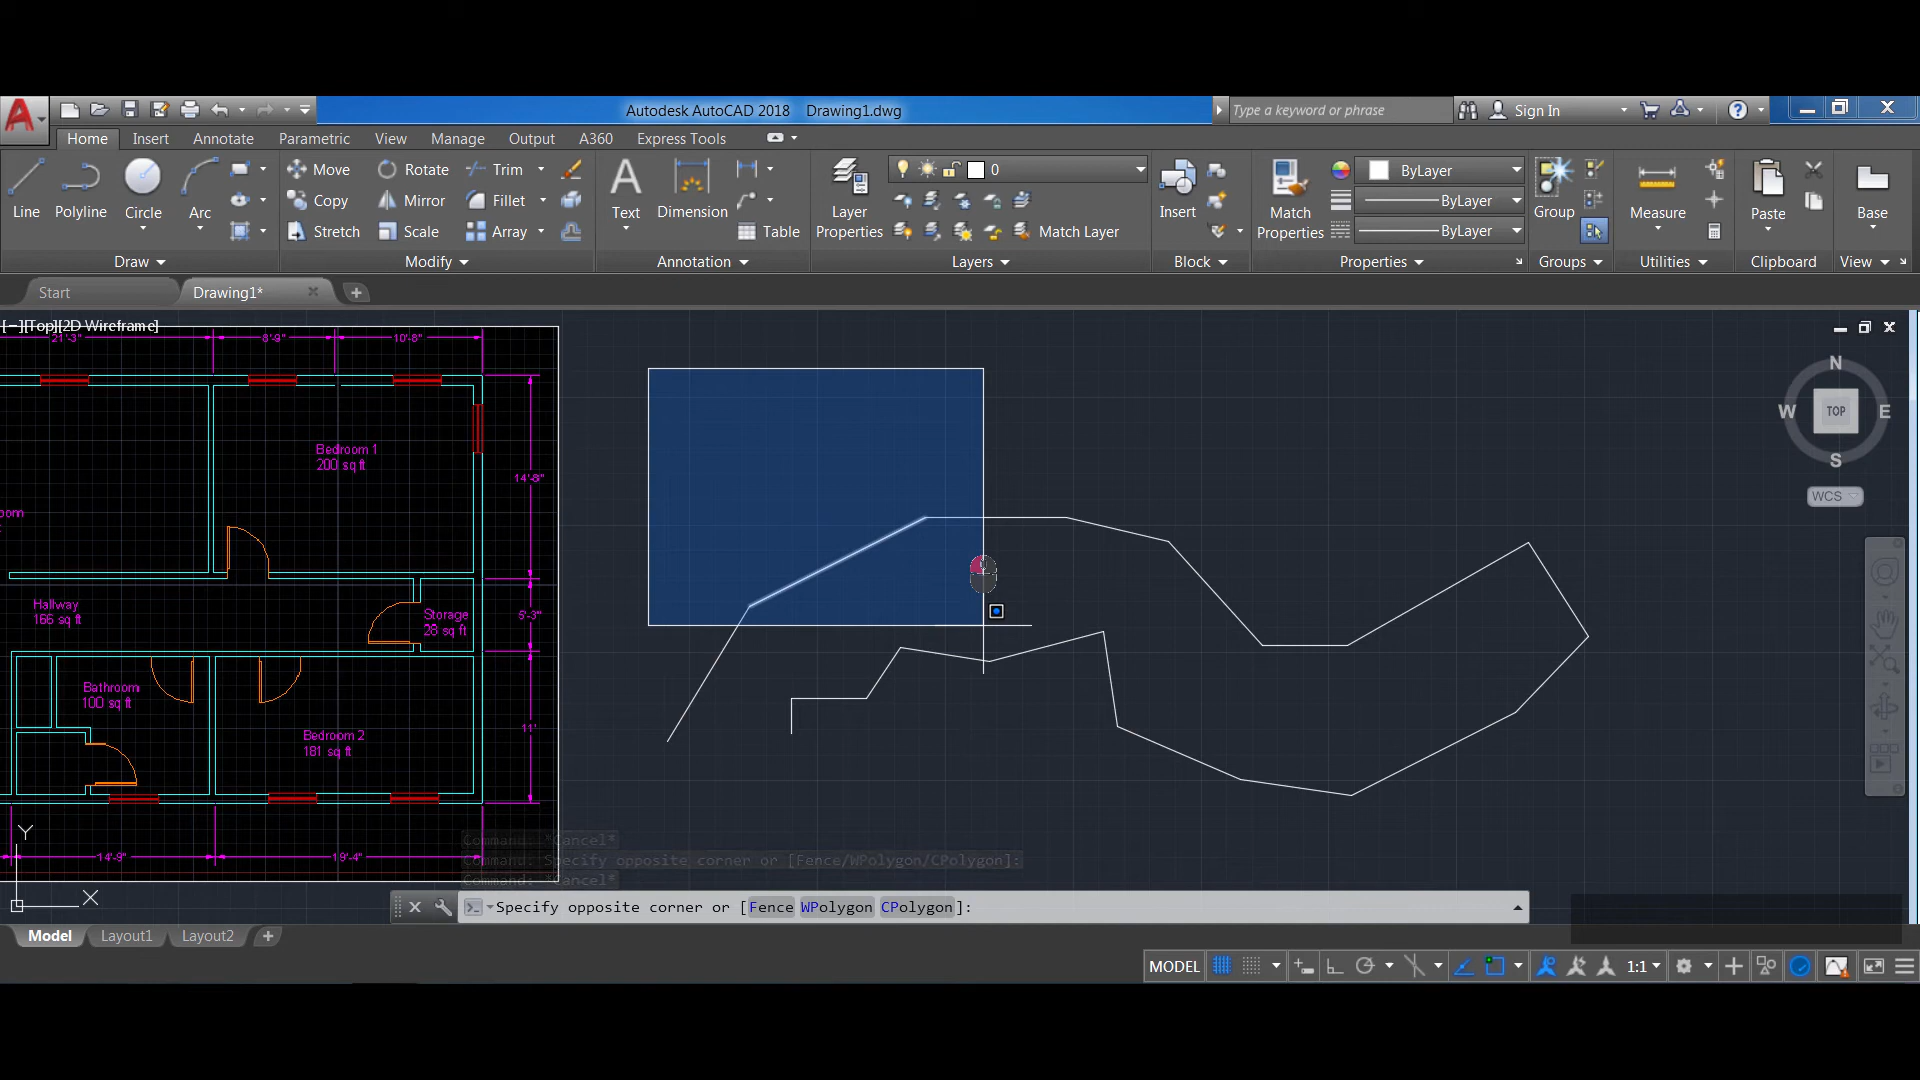 Autodesk AutoCAD 2018 Drawing1.dwg
Type a keyword or phrase
Sign In
Home Insert Annotate Parametric View Manage Output A360 Express Tools
Line
Polyline
Circle
Arc
Draw
Move
Rotate
Trim
Copy
Mirror
Fillet
Stretch
Scale
Array
Modify
Text
Dimension
Table
Annotation
Layer
Properties
0
Match Layer
Layers
Insert
Block
Match
Properties
ByLayer
ByLayer
ByLayer
Properties
Group
Groups
Measure
Utilities
Paste
Clipboard
Base
View
Start
Drawing1*
[−][Top][2D Wireframe]
21'-3"
8'-9"
10'-8"
Bedroom 1
200 sq ft
14'-8"
oom
Hallway
166 sq ft
Storage
28 sq ft
5'-3"
Bathroom
100 sq ft
Bedroom 2
181 sq ft
11'
14'-9"
19'-4"
Y
X
N
W
TOP
E
S
WCS
Command: *Cancel*
Command: Specify opposite corner or [Fence/WPolygon/CPolygon]:
Command: *Cancel*
Specify opposite corner or [Fence WPolygon CPolygon]:
Model Layout1 Layout2
MODEL
1:1